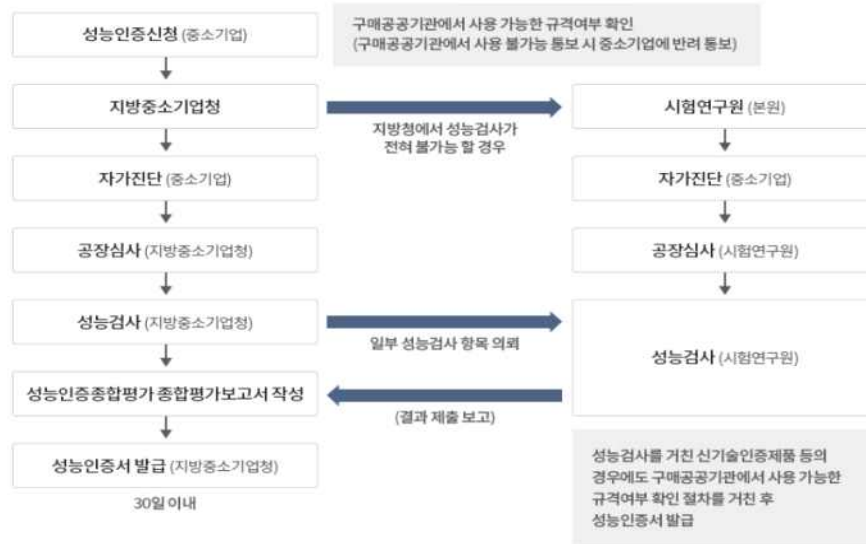 성능인증신청 (중소기업)
구매공공기관에서 사용 가능한 규격여부 확인
(구매공공기관에서 사용 불가능 통보 시 중소기업에 반려 통보)
지방중소기업청
시험연구원 (본원)
지방청에서 성능검사가
전혀 불가능 할 경우
자가진단 (중소기업)
자가진단 (중소기업)
공장심사 (지방중소기업청)
공장심사 (시험연구원)
성능검사 (지방중소기업청)
일부 성능검사 항목 의뢰
성능검사 (시험연구원)
성능인증종합평가 종합평가보고서 작성
(결과 제출 보고)
성능인증서 발급 (지방중소기업청)
30일 이내
성능검사를 거친 신기술인증제품 등의
경우에도 구매공공기관에서 사용 가능한
규격여부 확인 절차를 거친 후
성능인증서 발급